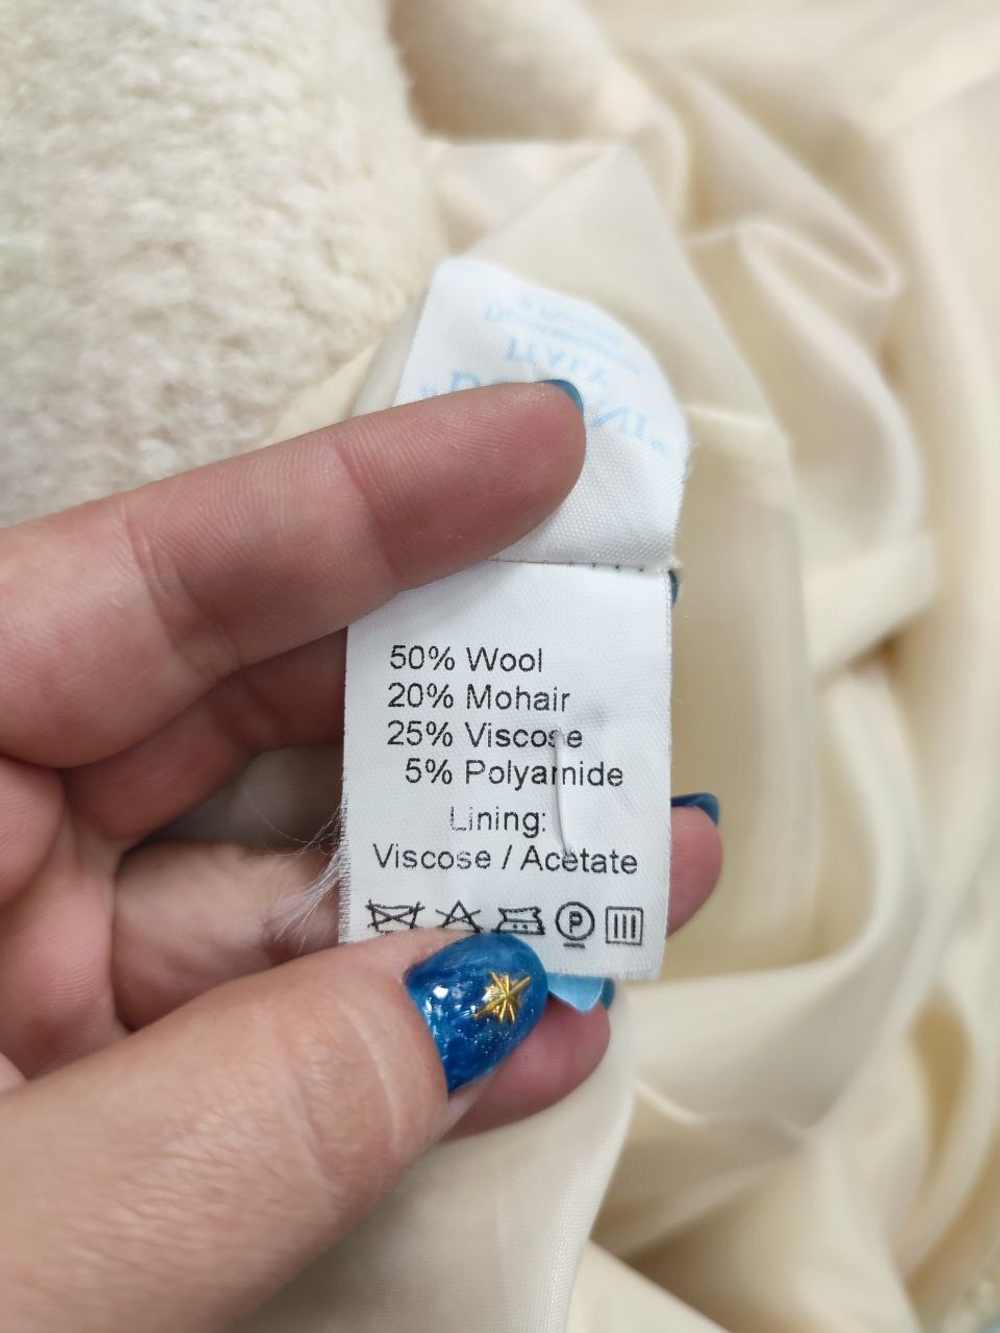 50% Wool
20% Mohair
25% Viscose
5% Polyamide
Lining:
Viscose / Acetate
P